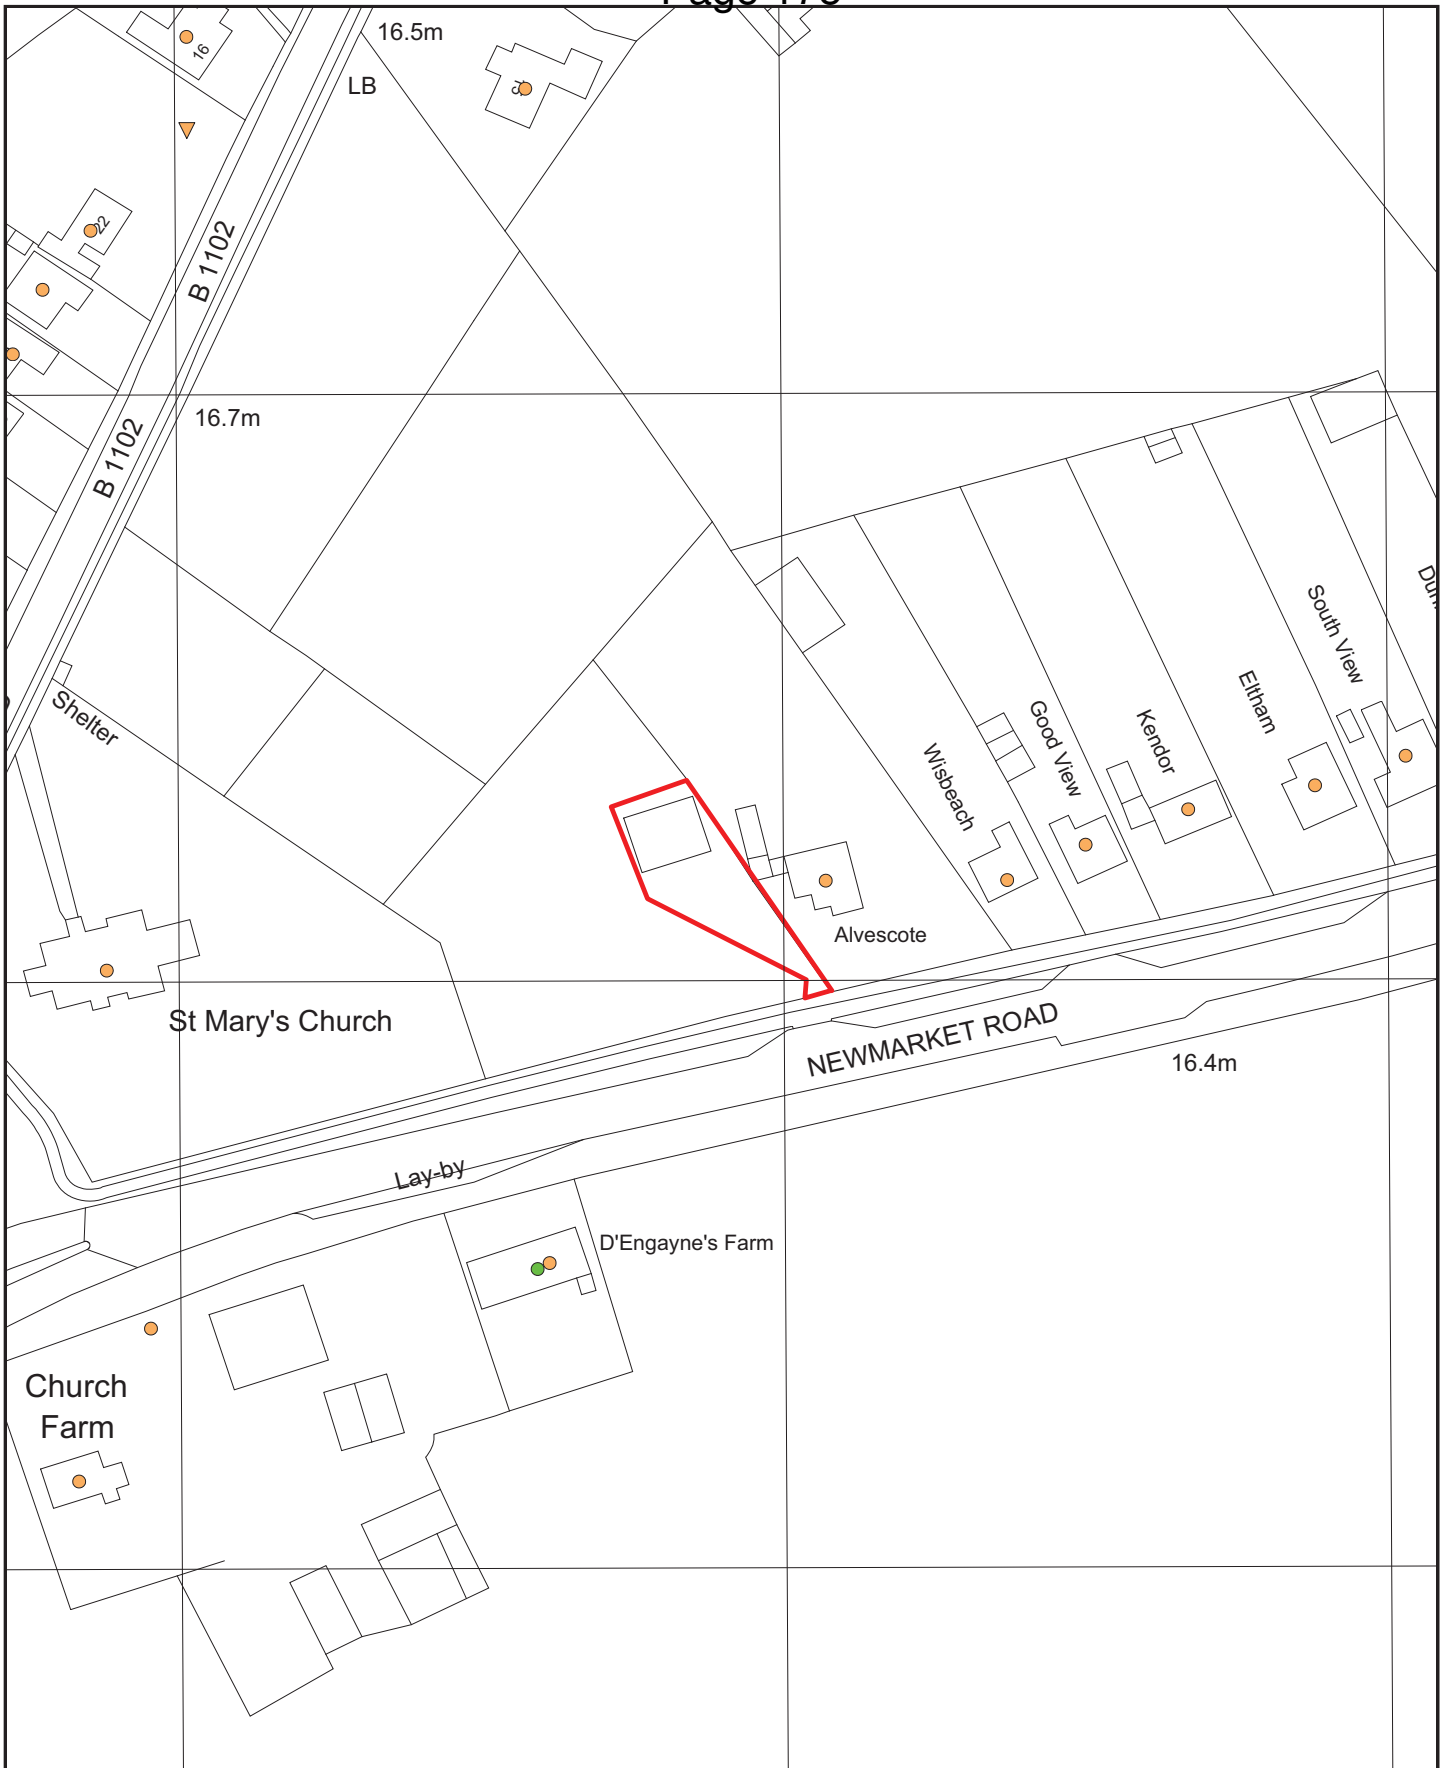 16.5m
16
LB
22
B 1102
16.7m
B 1102
Shelter
Wisbeach
Good View
Kendor
Eltham
South View
Alvescote
St Mary's Church
NEWMARKET ROAD
16.4m
Lay-by
D'Engayne's Farm
Church
Farm